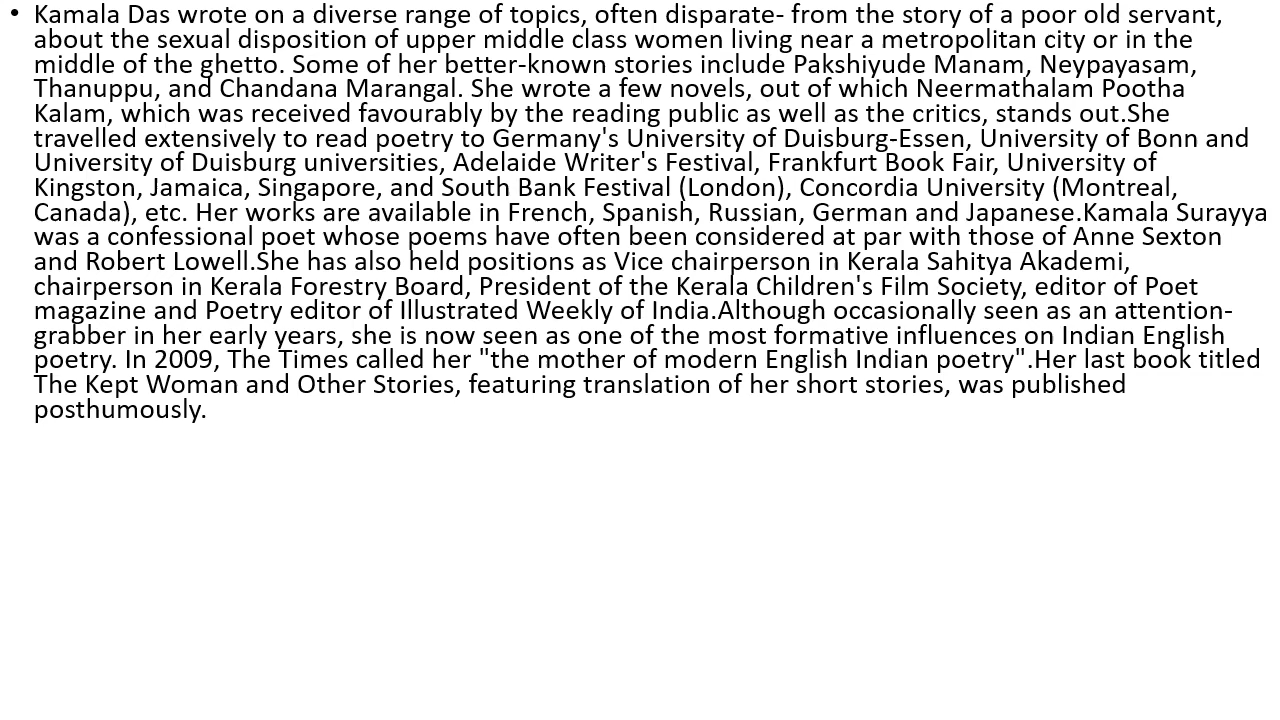 • Kamala Das wrote on a diverse range of topics, often disparate- from the story of a poor old servant,
about the sexual disposition of upper middle class women living near a metropolitan city or in the
middle of the ghetto. Some of her better-known stories include Pakshiyude Manam, Neypayasam,
Thanuppu, and Chandana Marangal. She wrote a few novels, out of which Neermathalam Pootha
Kalam, which was received favourably by the reading public as well as the critics, stands out.She
travelled extensively to read poetry to Germany's University of Duisburg-Essen, University of Bonn and
University of Duisburg universities, Adelaide Writer's Festival, Frankfurt Book Fair, University of
Kingston, Jamaica, Singapore, and South Bank Festival (London), Concordia University (Montreal,
Canada), etc. Her works are available in French, Spanish, Russian, German and Japanese.Kamala Surayya
was a confessional poet whose poems have often been considered at par with those of Anne Sexton
and Robert Lowell.She has also held positions as Vice chairperson in Kerala Sahitya Akademi,
chairperson in Kerala Forestry Board, President of the Kerala Children's Film Society, editor of Poet
magazine and Poetry editor of Illustrated Weekly of India.Although occasionally seen as an attention-
grabber in her early years, she is now seen as one of the most formative influences on Indian English
poetry. In 2009, The Times called her "the mother of modern English Indian poetry".Her last book titled
The Kept Woman and Other Stories, featuring translation of her short stories, was published
posthumously.